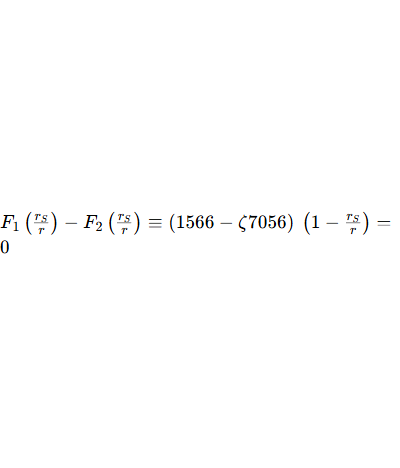 F₁ (r_S/r) − F₂ (r_S/r) ≡ (1566 − ζ7056) (1 − r_S/r) =
0